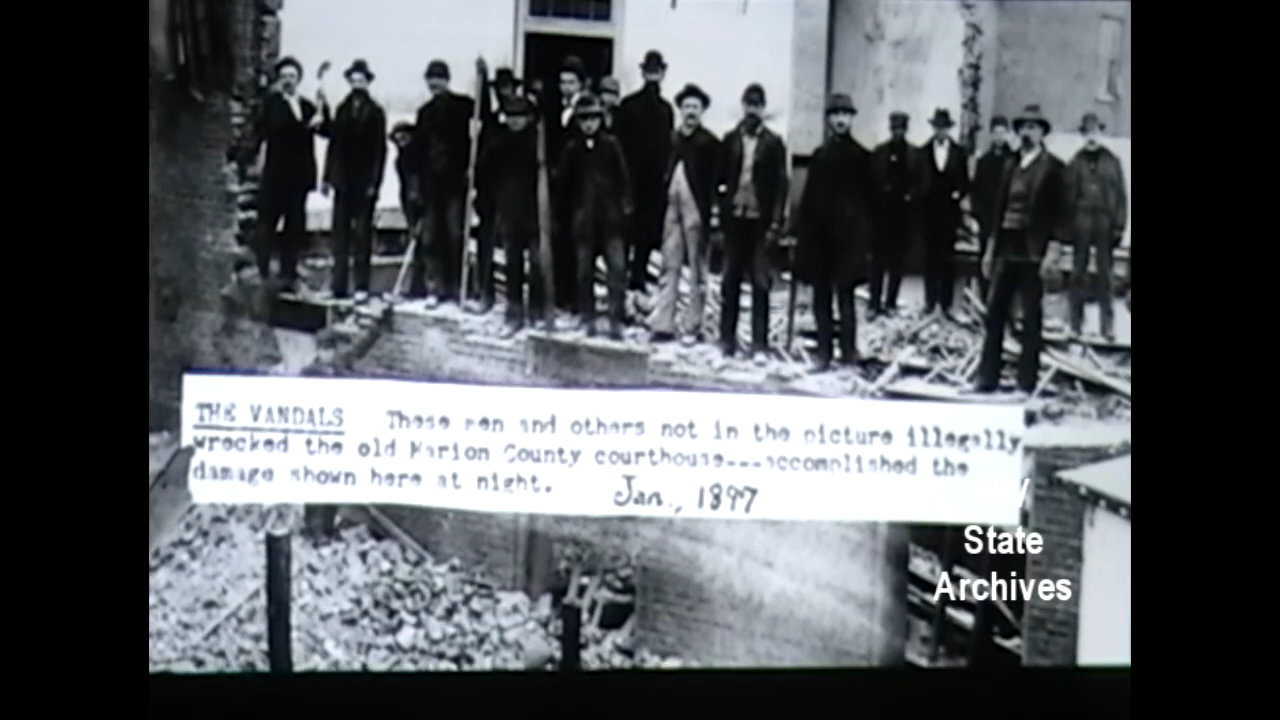 THE VANDALS These men and others not in the picture illegally
wrecked the old Marion County courthouse---accomplished the
damage shown here at night. Jan., 1897
WV
State
Archives